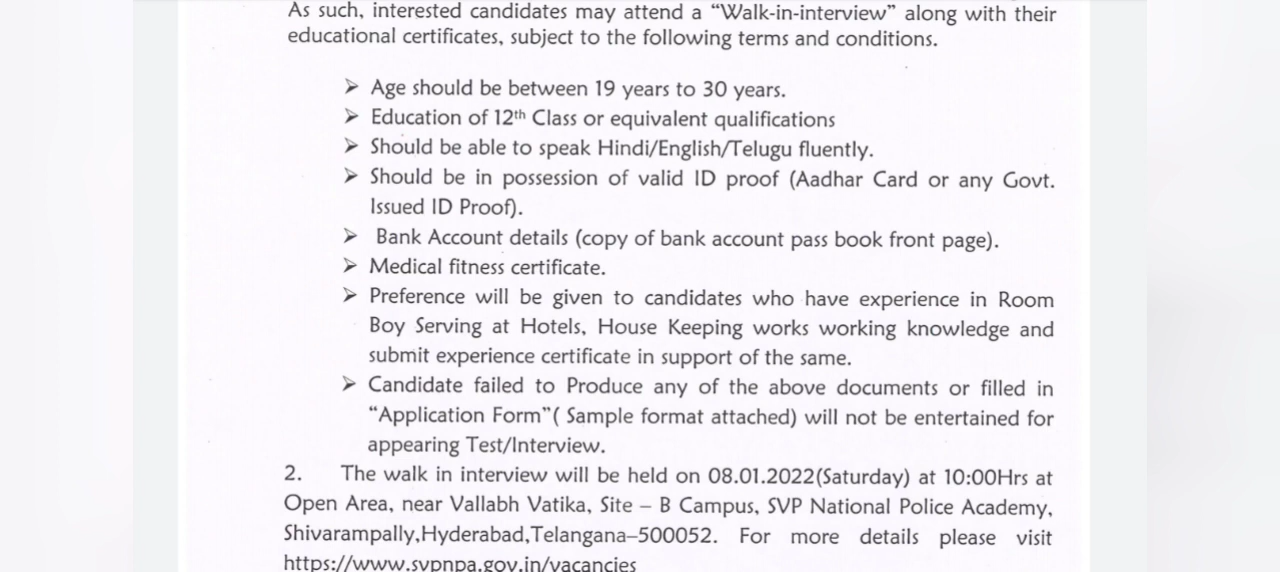 As such, interested candidates may attend a “Walk-in-interview” along with their
educational certificates, subject to the following terms and conditions.
➢ Age should be between 19 years to 30 years.
➢ Education of 12th Class or equivalent qualifications
➢ Should be able to speak Hindi/English/Telugu fluently.
➢ Should be in possession of valid ID proof (Aadhar Card or any Govt.
Issued ID Proof).
➢ Bank Account details (copy of bank account pass book front page).
➢ Medical fitness certificate.
➢ Preference will be given to candidates who have experience in Room
Boy Serving at Hotels, House Keeping works working knowledge and
submit experience certificate in support of the same.
➢ Candidate failed to Produce any of the above documents or filled in
“Application Form”( Sample format attached) will not be entertained for
appearing Test/Interview.
2. The walk in interview will be held on 08.01.2022(Saturday) at 10:00Hrs at
Open Area, near Vallabh Vatika, Site – B Campus, SVP National Police Academy,
Shivarampally,Hyderabad,Telangana–500052. For more details please visit
https://www.svpnpa.gov.in/vacancies